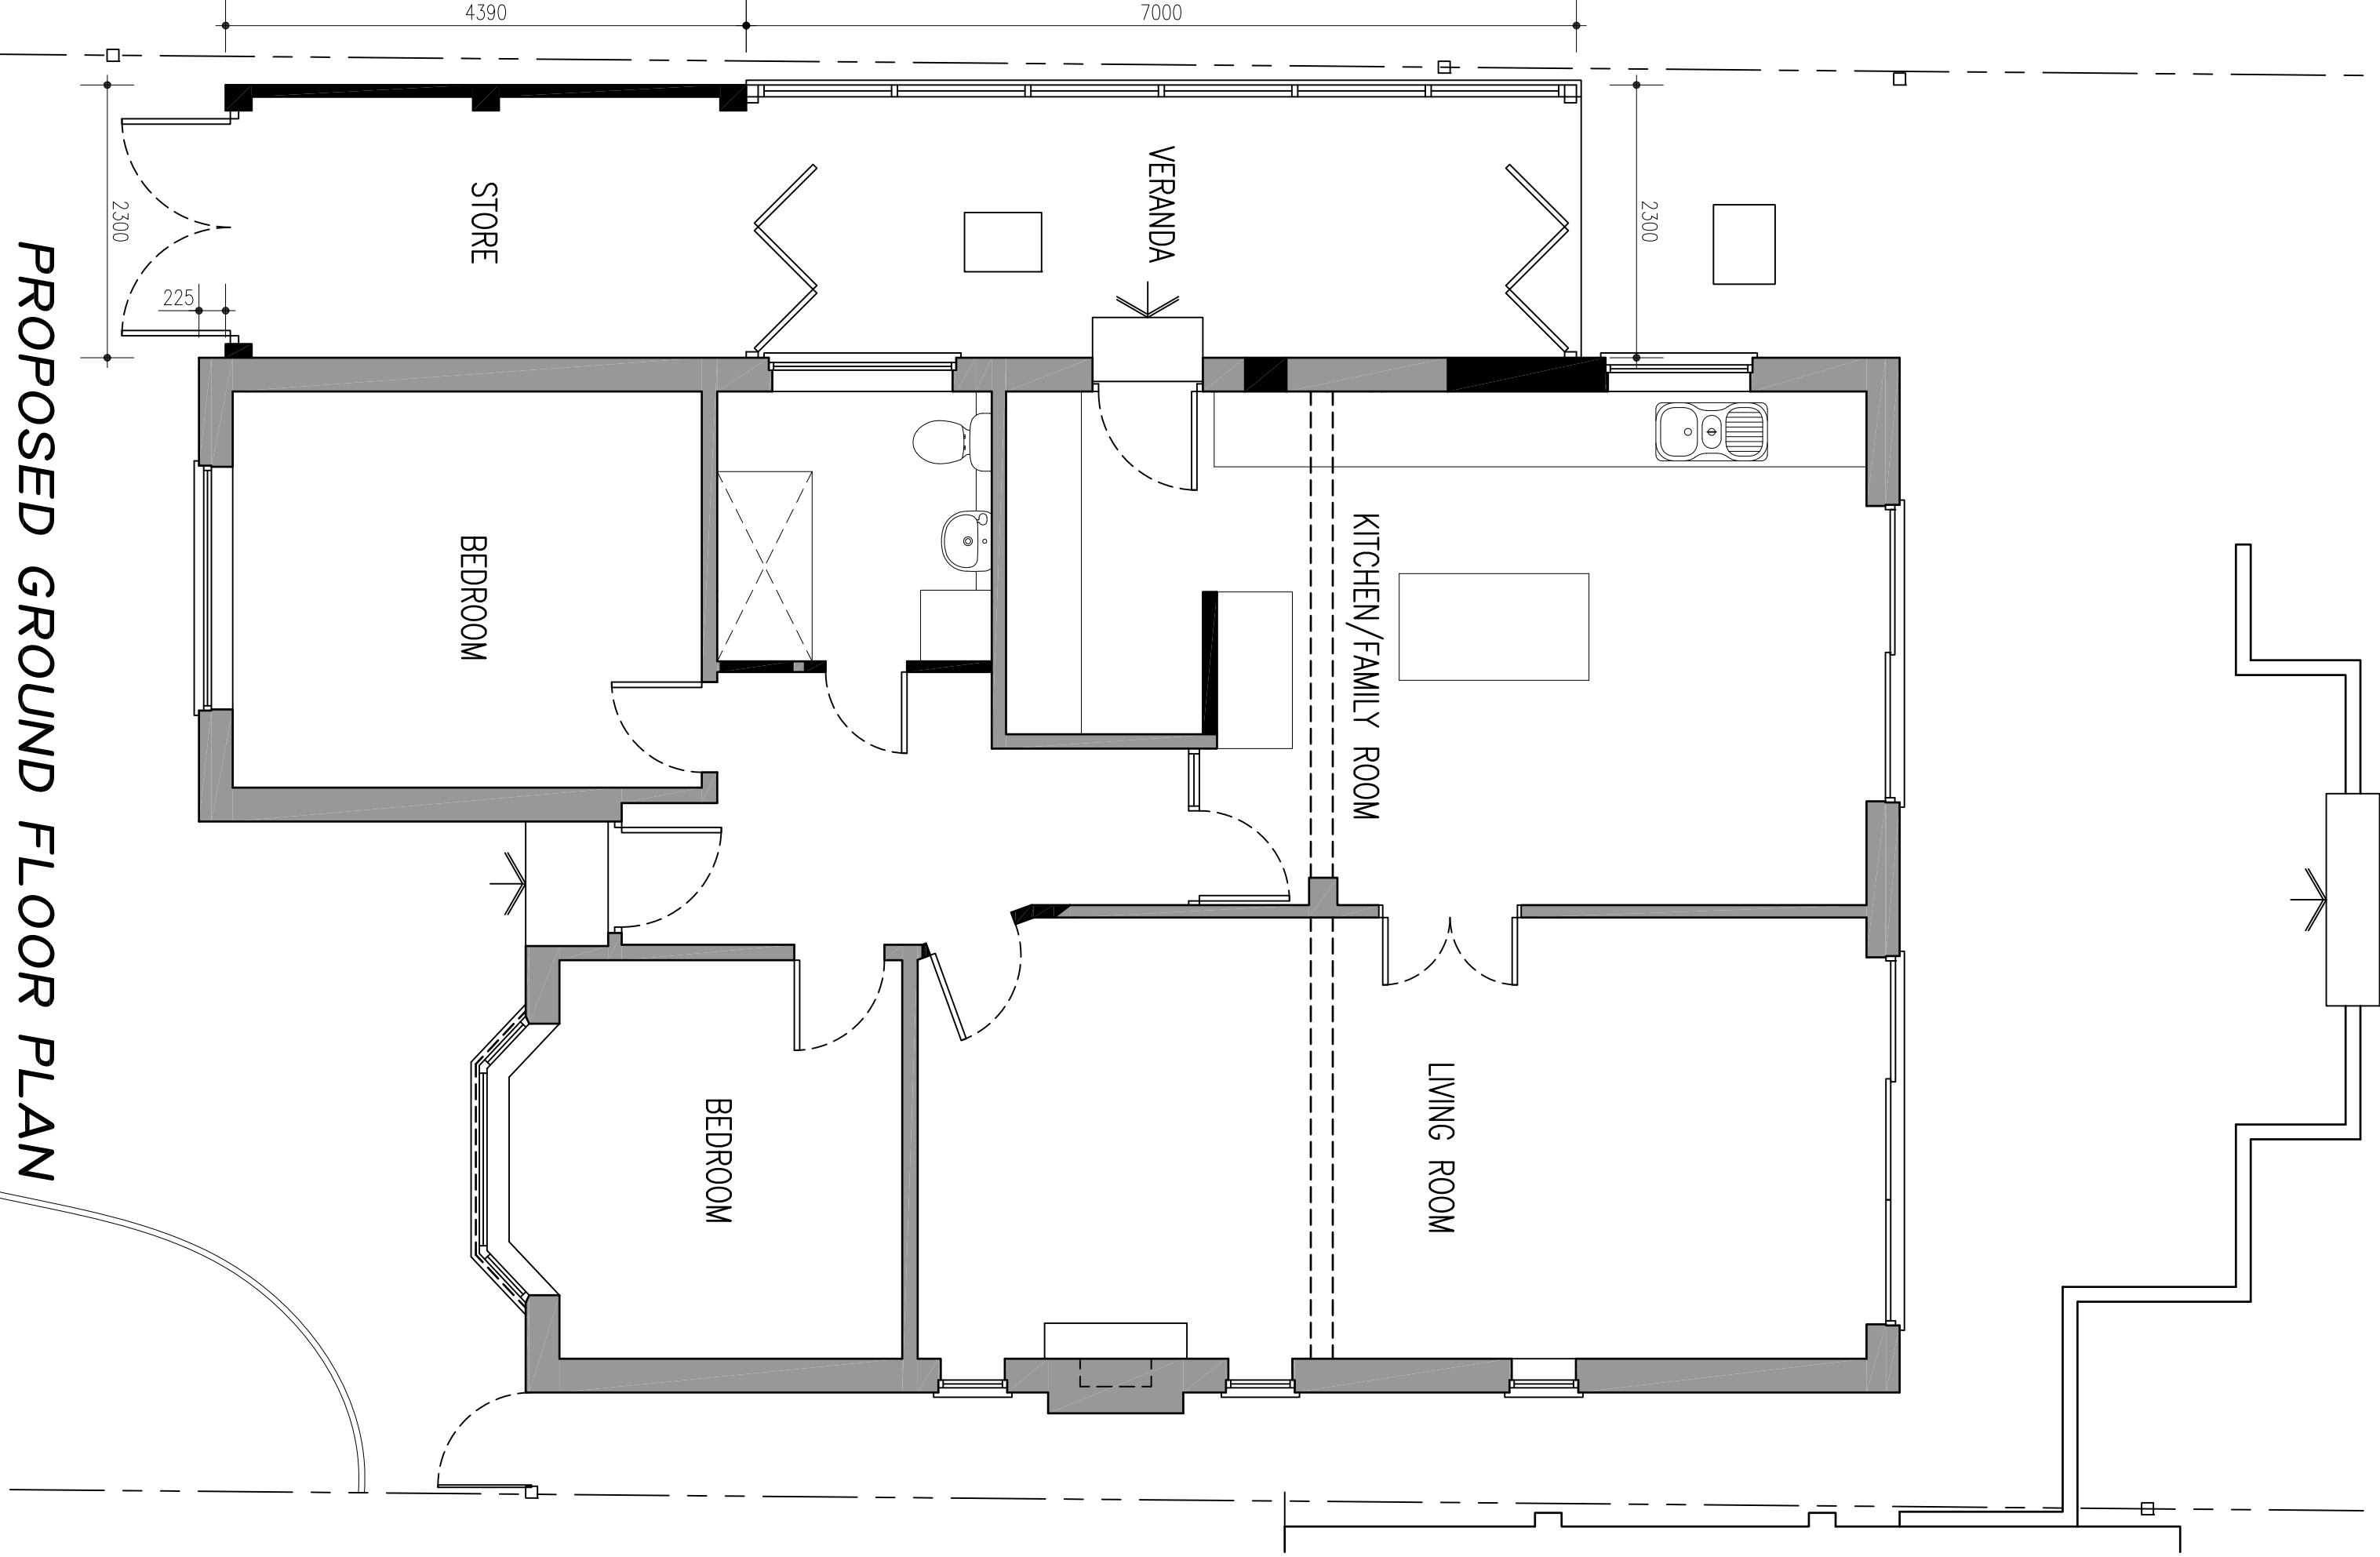 4390
7000
2300
2300
225
STORE
VERANDA
BEDROOM
KITCHEN/FAMILY ROOM
BEDROOM
LIVING ROOM
PROPOSED GROUND FLOOR PLAN